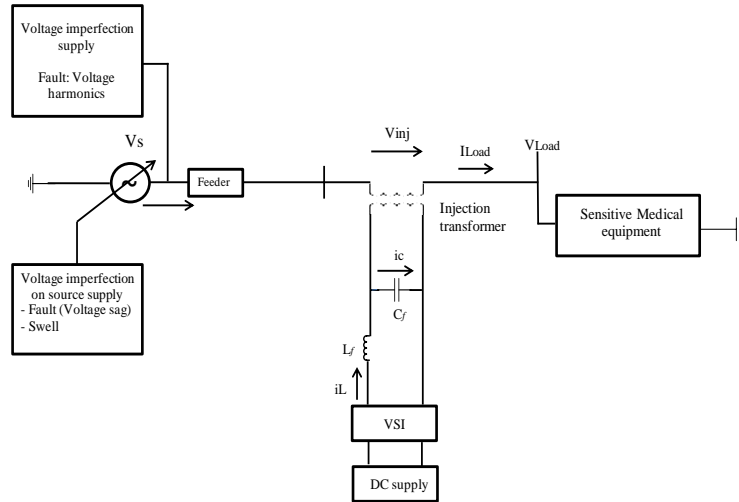 Voltage imperfection
supply
Fault: Voltage
harmonics
Vs
Feeder
Vinj
ILoad
VLoad
Injection
transformer
Sensitive Medical
equipment
Voltage imperfection
on source supply
- Fault (Voltage sag)
- Swell
ic
Cf
Lf
iL
VSI
DC supply